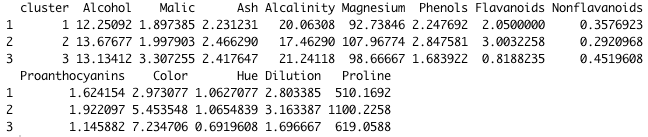 cluster Alcohol Malic Ash Alcalinity Magnesium Phenols Flavanoids Nonflavanoids
1 1 12.25092 1.897385 2.231231 20.06308 92.73846 2.247692 2.0500000 0.3576923
2 2 13.67677 1.997903 2.466290 17.46290 107.96774 2.847581 3.0032258 0.2920968
3 3 13.13412 3.307255 2.417647 21.24118 98.66667 1.683922 0.8188235 0.4519608
Proanthocyanins Color Hue Dilution Proline
1 1.624154 2.973077 1.0627077 2.803385 510.1692
2 1.922097 5.453548 1.0654839 3.163387 1100.2258
3 1.145882 7.234706 0.6919608 1.696667 619.0588